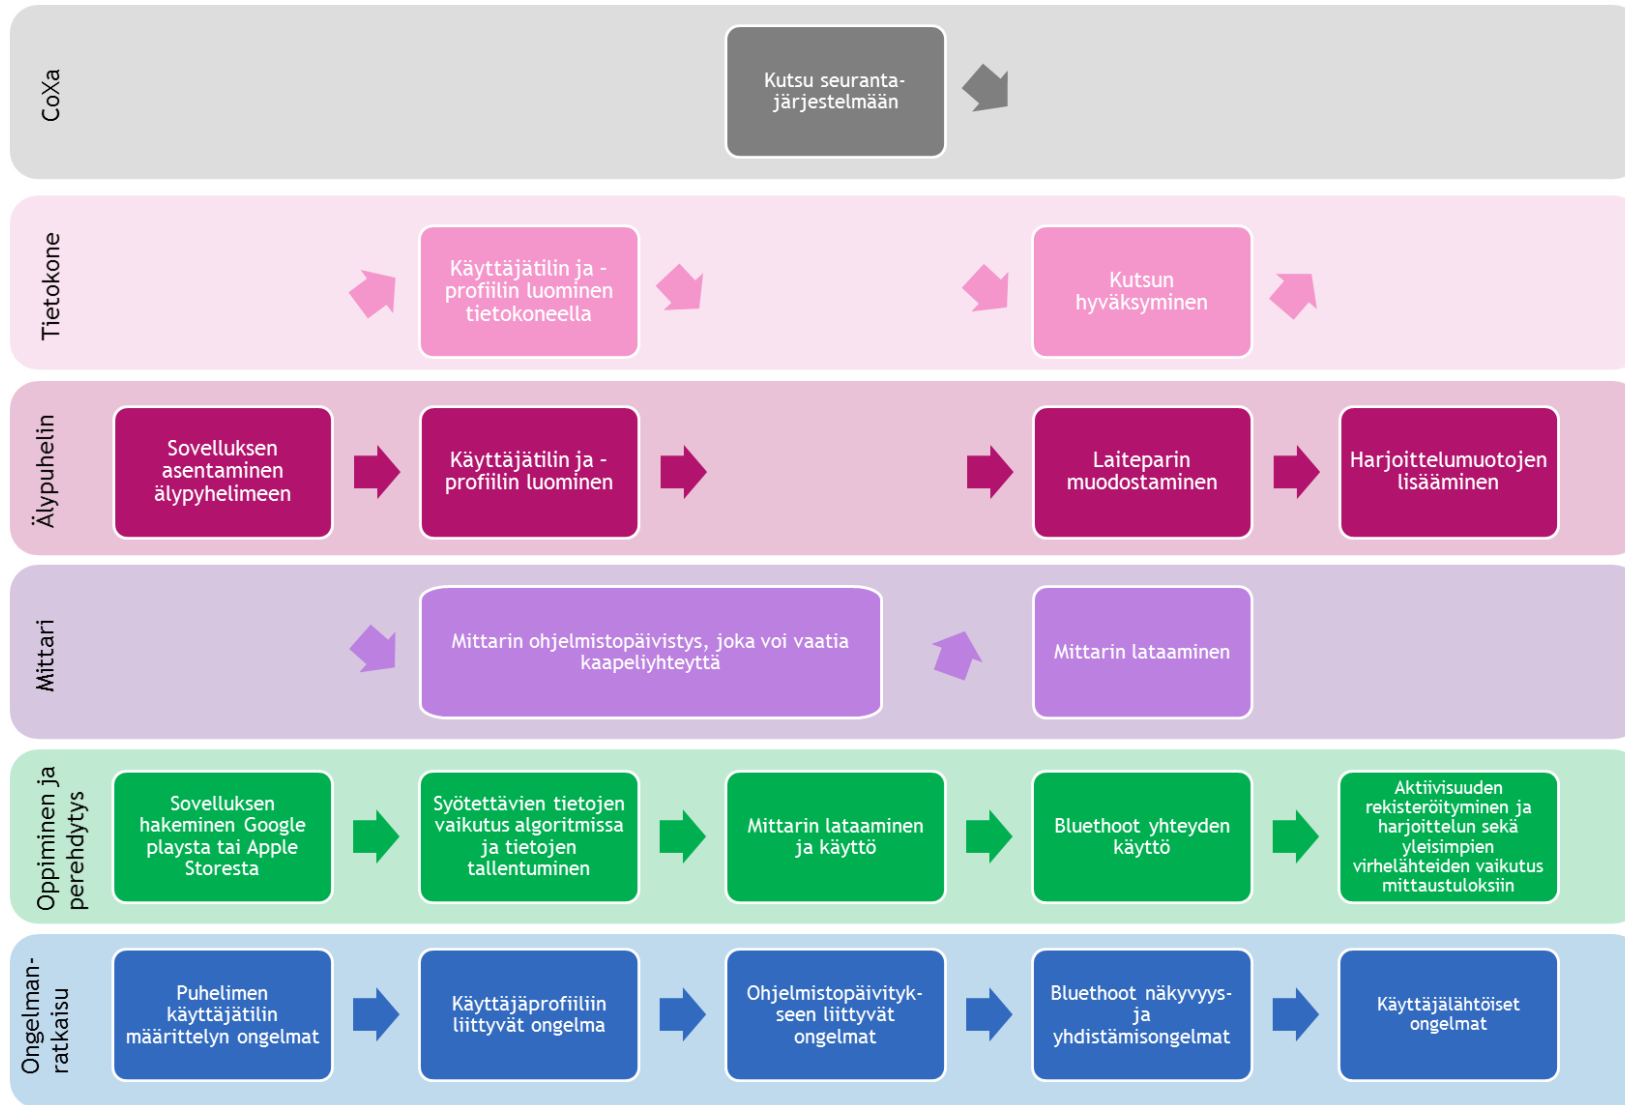 CoXa
Kutsu seuranta-
järjestelmään
Tietokone
Käyttäjätilin ja –
profiilin luominen
tietokoneella
Kutsun
hyväksyminen
Älypuhelin
Sovelluksen
asentaminen
älypyhelimeen
Käyttäjätilin ja –
profiilin luominen
Laiteparin
muodostaminen
Harjoittelumuotojen
lisääminen
Mittari
Mittarin ohjelmistopäivistys, joka voi vaatia
kaapeliyhteyttä
Mittarin lataaminen
Oppiminen ja
perehdytys
Sovelluksen
hakeminen Google
playsta tai Apple
Storesta
Syötettävien tietojen
vaikutus algoritmissa
ja tietojen
tallentuminen
Mittarin lataaminen
ja käyttö
Bluethoot yhteyden
käyttö
Aktiivisuuden
rekisteröityminen ja
harjoittelun sekä
yleisimpien
virhelähteiden vaikutus
mittaustuloksiin
Ongelman-
ratkaisu
Puhelimen
käyttäjätilin
määrittelyn ongelmat
Käyttäjäprofiiliin
liittyvät ongelma
Ohjelmistopäivityk-
seen liittyvät
ongelmat
Bluethoot näkyvyys-
ja
yhdistämisongelmat
Käyttäjälähtöiset
ongelmat